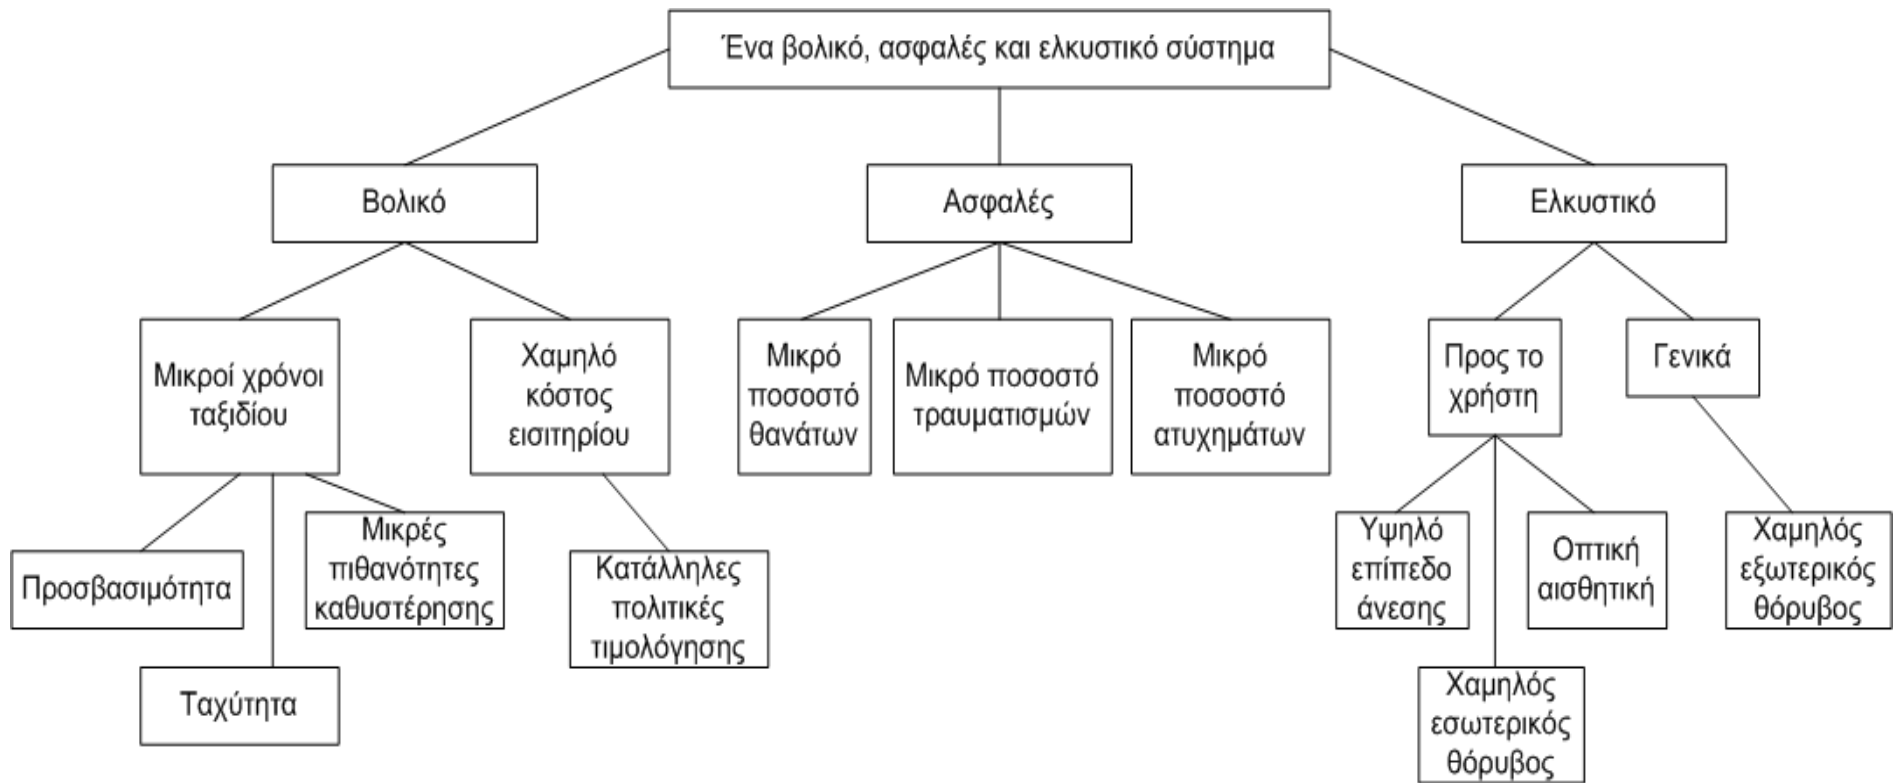 Ένα βολικό, ασφαλές και ελκυστικό σύστημα
Βολικό
Ασφαλές
Ελκυστικό
Μικροί χρόνοι
ταξιδίου
Χαμηλό
κόστος
εισιτηρίου
Μικρό
ποσοστό
θανάτων
Μικρό ποσοστό
τραυματισμών
Μικρό
ποσοστό
ατυχημάτων
Προς το
χρήστη
Γενικά
Προσβασιμότητα
Ταχύτητα
Μικρές
πιθανότητες
καθυστέρησης
Κατάλληλες
πολιτικές
τιμολόγησης
Υψηλό
επίπεδο
άνεσης
Χαμηλός
εσωτερικός
θόρυβος
Οπτική
αισθητική
Χαμηλός
εξωτερικός
θόρυβος